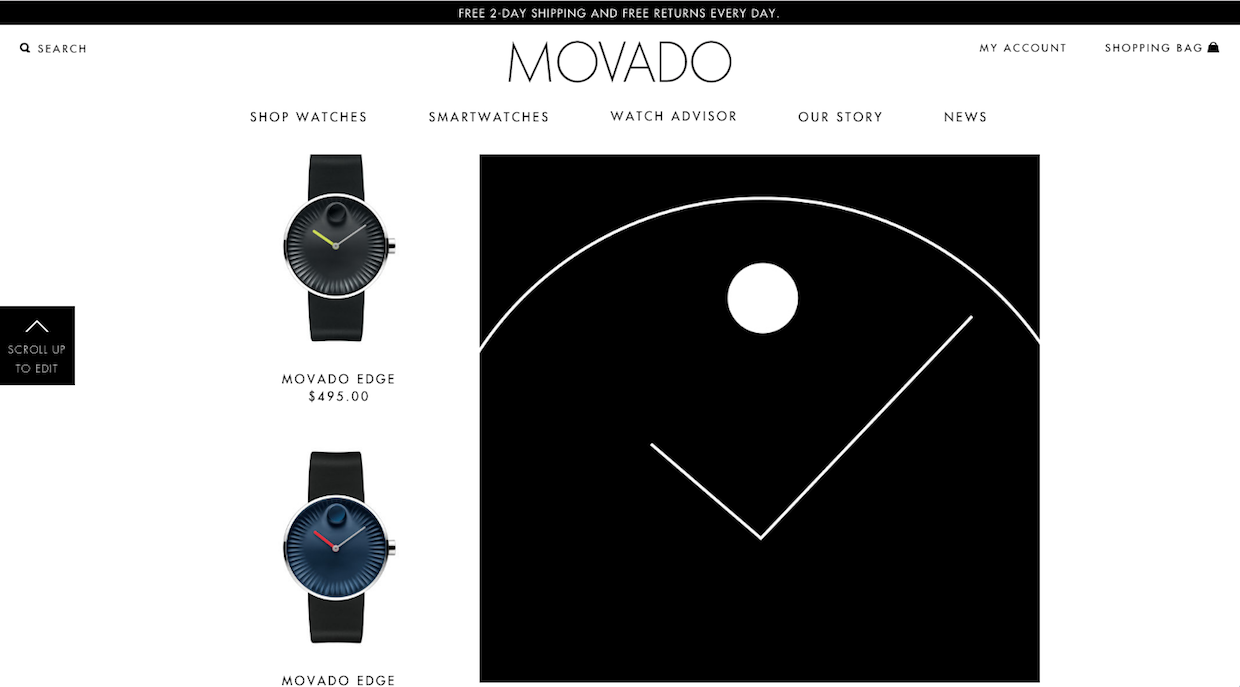 FREE 2-DAY SHIPPING AND FREE RETURNS EVERY DAY.
SEARCH
MOVADO
MY ACCOUNT
SHOPPING BAG
SHOP WATCHES
SMARTWATCHES
WATCH ADVISOR
OUR STORY
NEWS
SCROLL UP
TO EDIT
MOVADO EDGE
$495.00
MOVADO EDGE